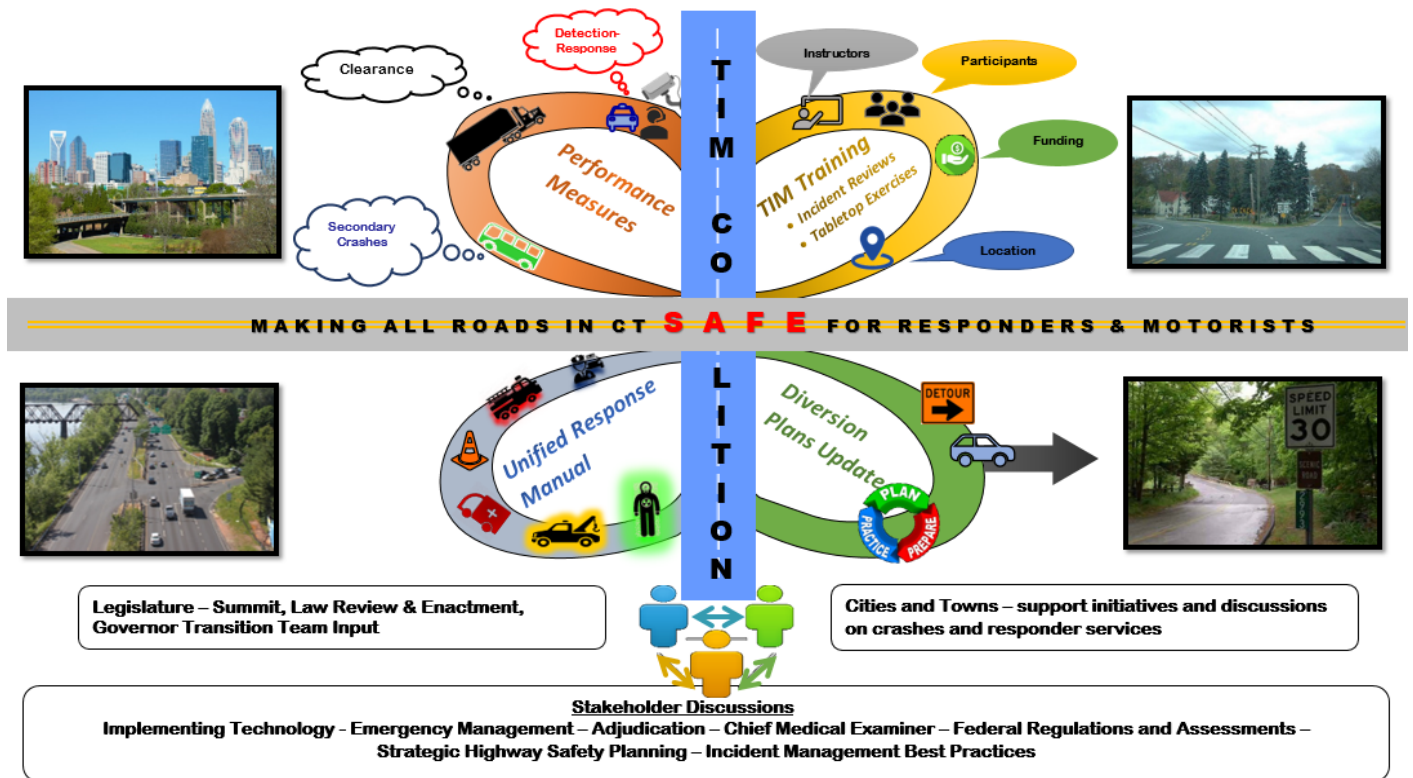 Detection-
Response
Clearance
Secondary
Crashes
Performance
Measures
TIM COALITION
Instructors
Participants
Funding
Location
TIM Training
• Incident Reviews
• Tabletop Exercises
MAKING ALL ROADS IN CT SAFE FOR RESPONDERS & MOTORISTS
Unified Response
Manual
Diversion
Plans Update
DETOUR
PLAN
PREPARE
PRACTICE
SPEED
LIMIT
30
SCENIC
ROAD
Legislature – Summit, Law Review & Enactment,
Governor Transition Team Input
Cities and Towns – support initiatives and discussions
on crashes and responder services
Stakeholder Discussions
Implementing Technology - Emergency Management – Adjudication – Chief Medical Examiner – Federal Regulations and Assessments –
Strategic Highway Safety Planning – Incident Management Best Practices